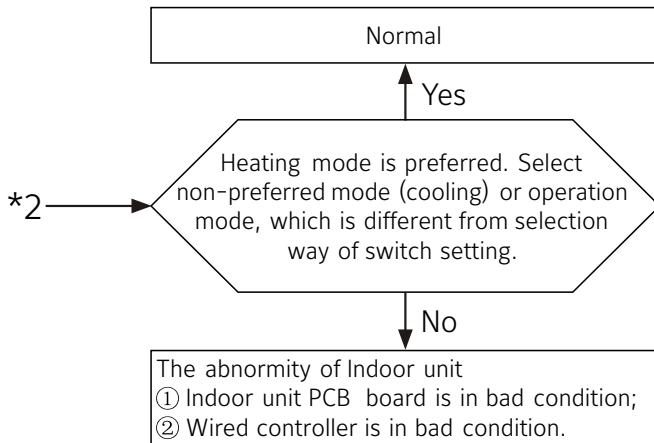 Normal
Yes
Heating mode is preferred. Select
non-preferred mode (cooling) or operation
*2
mode, which is different from selection
way of switch setting.
No
The abnormity of Indoor unit
① Indoor unit PCB board is in bad condition;
② Wired controller is in bad condition.